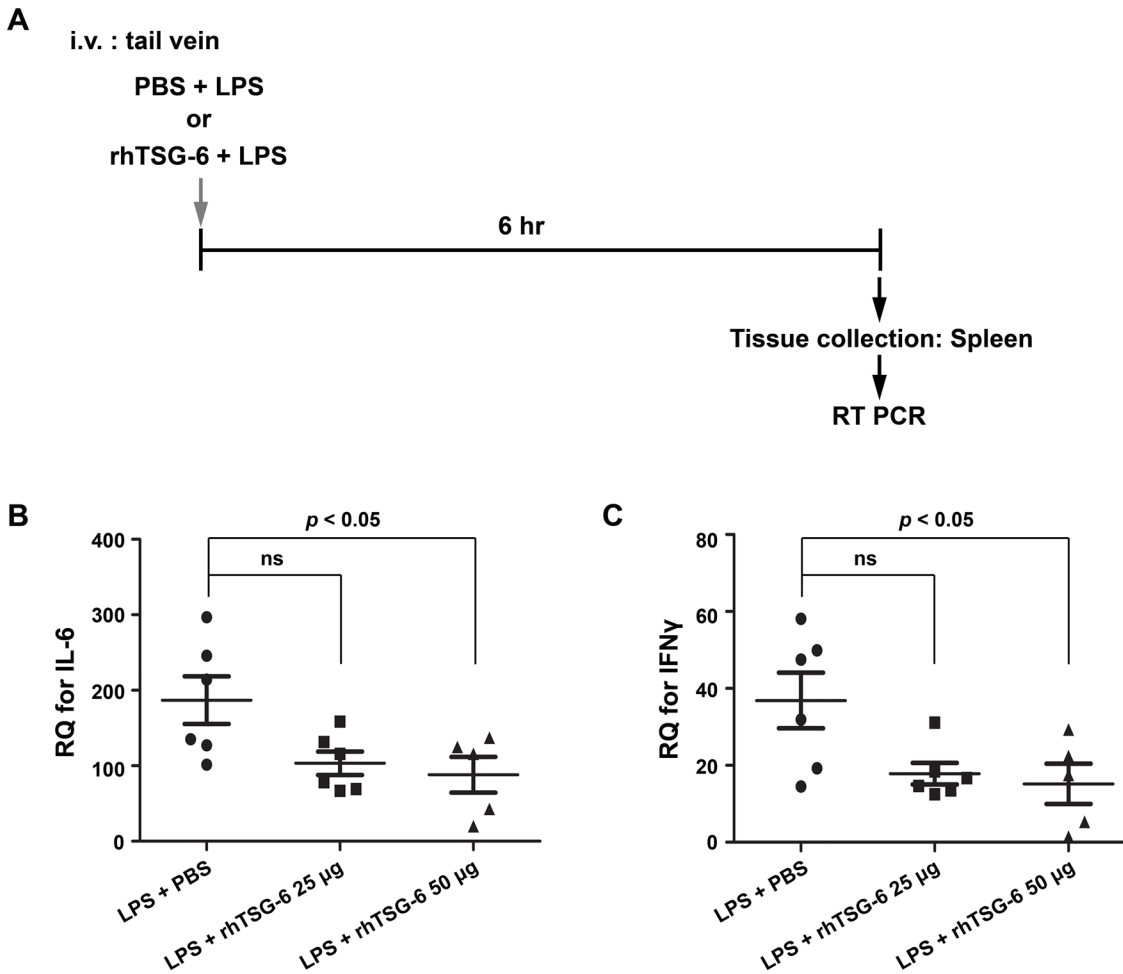 A
i.v. : tail vein
PBS + LPS
or
rhTSG-6 + LPS
6 hr
Tissue collection: Spleen
RT PCR
B
p < 0.05
ns
400
300
200
100
0
RQ for IL-6
LPS + PBS
LPS + rhTSG-6 25 µg
LPS + rhTSG-6 50 µg
C
p < 0.05
ns
80
60
40
20
0
RQ for IFNγ
LPS + PBS
LPS + rhTSG-6 25 µg
LPS + rhTSG-6 50 µg